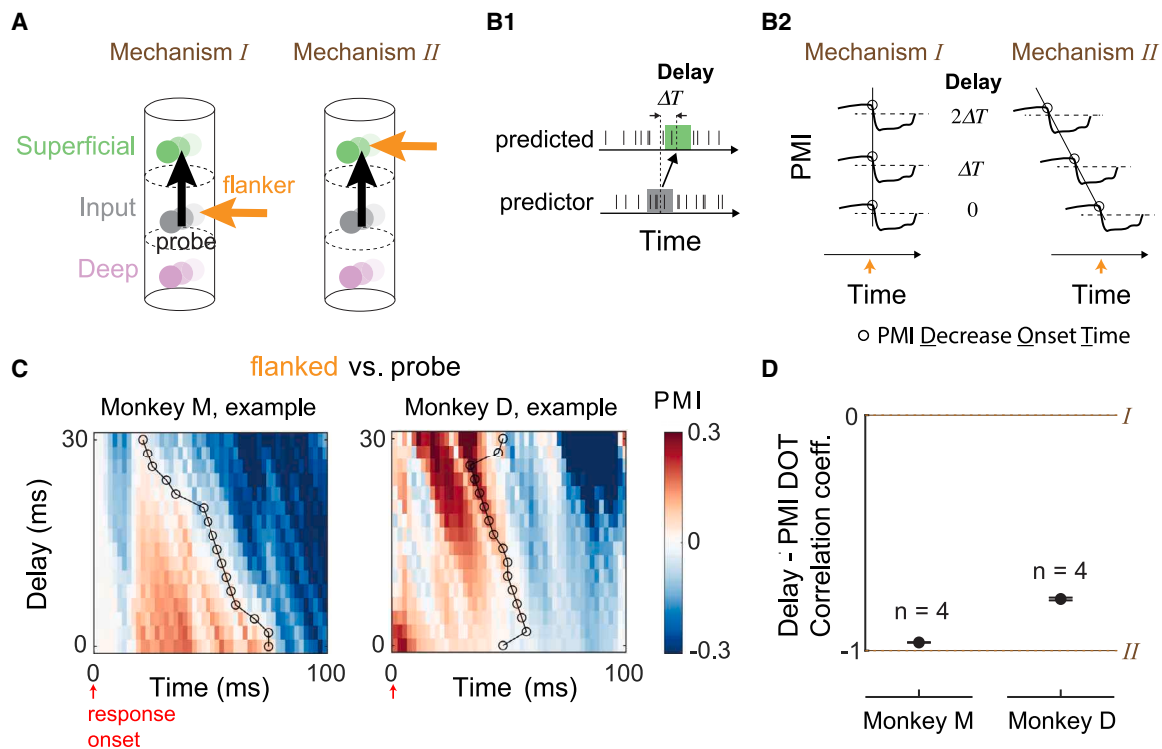 A
Mechanism I
Mechanism II
Superficial
Input
Deep
flanker
probe
B1
Delay
ΔT
predicted
predictor
Time
B2
Mechanism I
Mechanism II
Delay
PMI
2ΔT
ΔT
0
Time
Time
PMI Decrease Onset Time
C
flanked vs. probe
Monkey M, example
Monkey D, example
PMI
Delay (ms)
30
0
30
0
0.3
0
-0.3
0
100
0
100
Time (ms)
Time (ms)
response
onset
D
Delay - PMI DOT
Correlation coeff.
0
-1
I
II
n = 4
n = 4
Monkey M
Monkey D